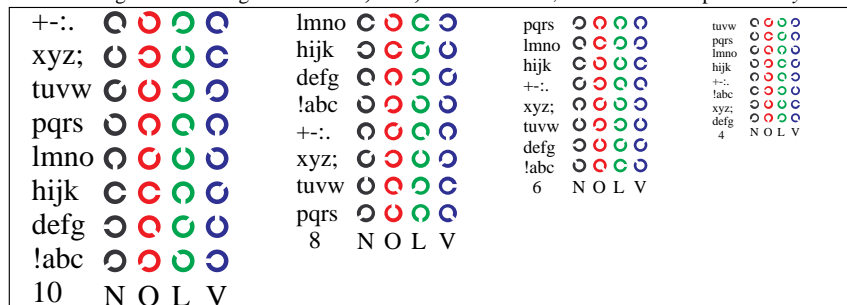 +-:.
xyz;
tuvw
pqrs
lmno
hijk
defg
!abc
10 N O L V
lmno
hijk
defg
!abc
+-:.
xyz;
tuvw
pqrs
8 N O L V
pqrs
lmno
hijk
+-:.
xyz;
tuvw
defg
!abc
6 N O L V
tuvw
pqrs
lmno
hijk
+-:.
!abc
xyz;
defg
4 N O L V